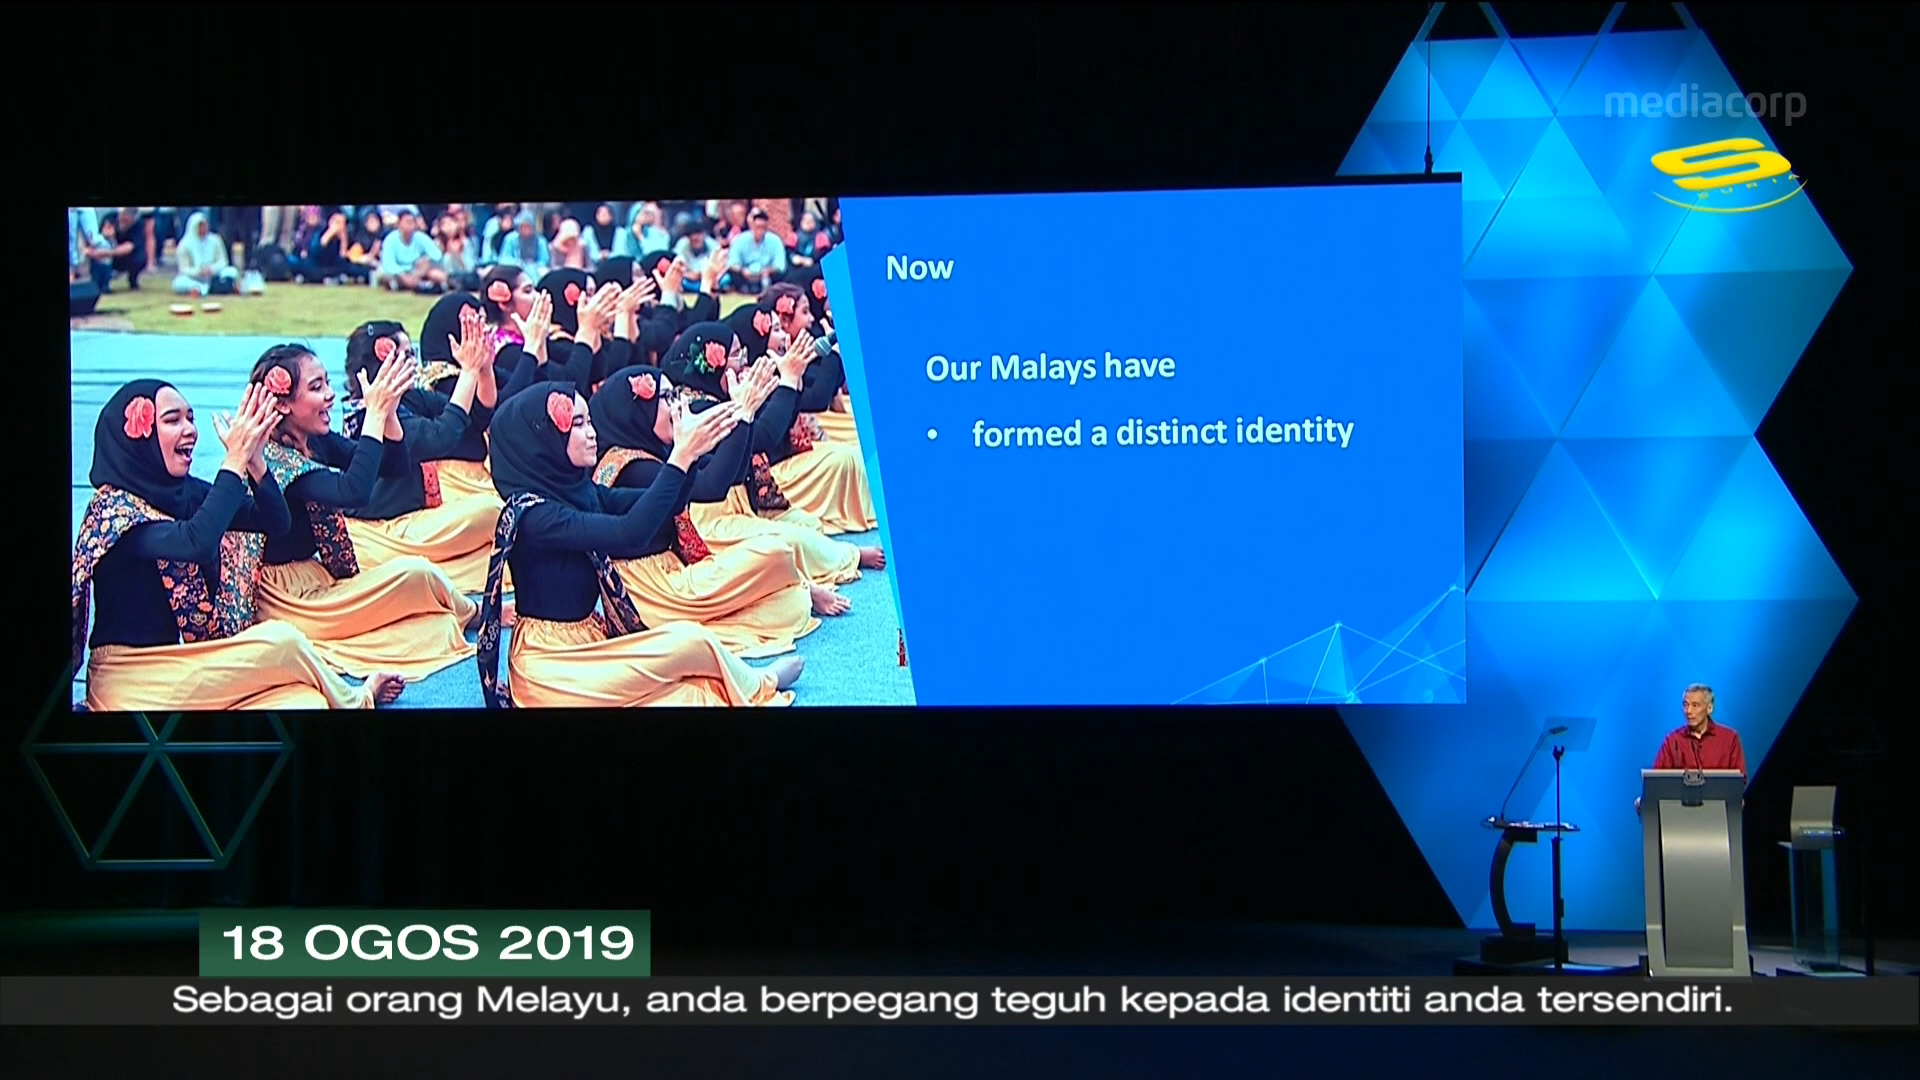 mediacorp
SURIA
Now
Our Malays have
• formed a distinct identity
18 OGOS 2019
Sebagai orang Melayu, anda berpegang teguh kepada identiti anda tersendiri.